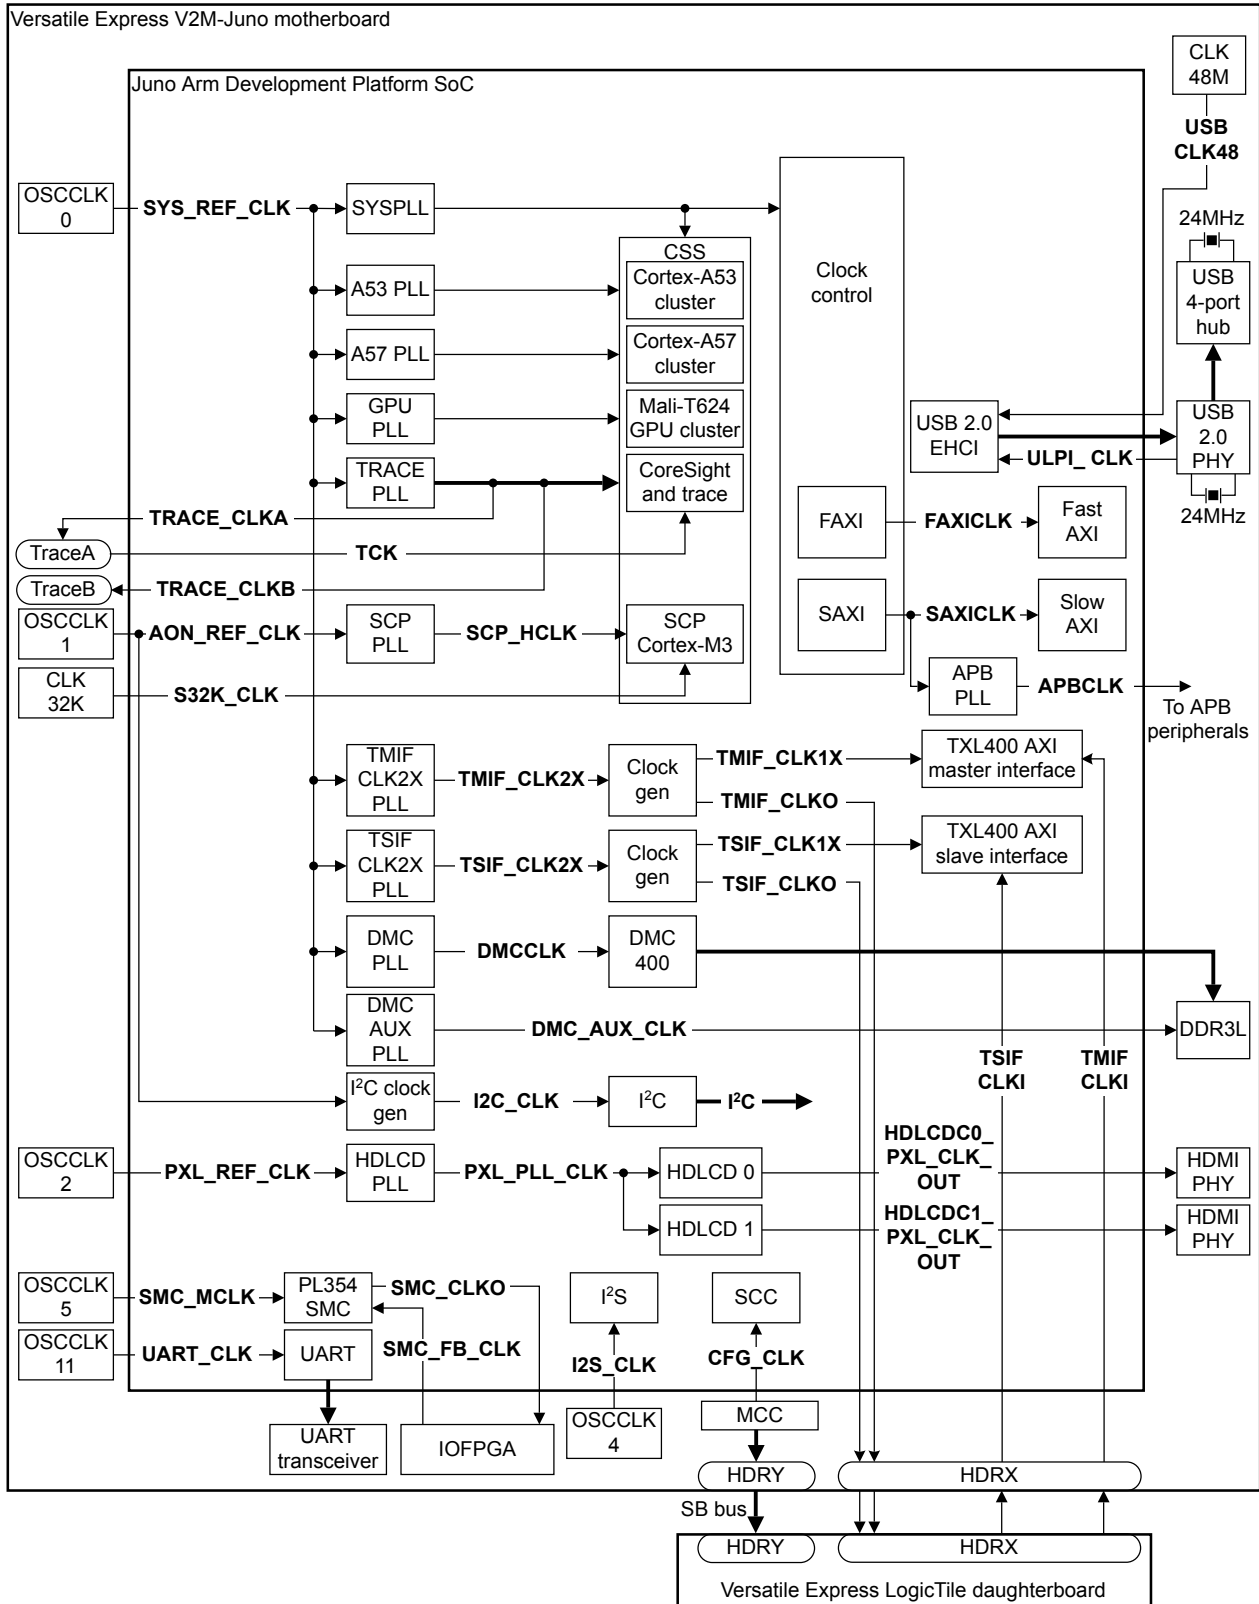 Versatile Express V2M-Juno motherboard
CLK
48M
Juno Arm Development Platform SoC
USB
CLK48
OSCCLK
0
SYS_REF_CLK
SYSPLL
24MHz
CSS
Cortex-A53
cluster
Clock
control
USB
4-port
hub
A53 PLL
A57 PLL
Cortex-A57
cluster
GPU
PLL
Mali-T624
GPU cluster
USB 2.0
EHCI
USB
2.0
PHY
ULPI_ CLK
TRACE
PLL
CoreSight
and trace
24MHz
TRACE_CLKA
FAXI
FAXICLK
Fast
AXI
TraceA
TCK
TraceB
TRACE_CLKB
OSCCLK
1
AON_REF_CLK
SCP
PLL
SCP_HCLK
SCP
Cortex-M3
SAXI
SAXICLK
Slow
AXI
CLK
32K
S32K_CLK
APB
PLL
APBCLK
To APB
peripherals
TMIF
CLK2X
PLL
TMIF_CLK2X
Clock
gen
TMIF_CLK1X
TMIF_CLKO
TXL400 AXI
master interface
TSIF
CLK2X
PLL
TSIF_CLK2X
Clock
gen
TSIF_CLK1X
TSIF_CLKO
TXL400 AXI
slave interface
DMC
PLL
DMCCLK
DMC
400
DMC
AUX
PLL
DMC_AUX_CLK
DDR3L
TSIF
CLKI
TMIF
CLKI
I²C clock
gen
I2C_CLK
I²C
I²C
OSCCLK
2
PXL_REF_CLK
HDLCD
PLL
PXL_PLL_CLK
HDLCD 0
HDLCDC0_
PXL_CLK_
OUT
HDMI
PHY
HDLCD 1
HDLCDC1_
PXL_CLK_
OUT
HDMI
PHY
OSCCLK
5
SMC_MCLK
PL354
SMC
SMC_CLKO
I²S
SCC
OSCCLK
11
UART_CLK
UART
SMC_FB_CLK
I2S_CLK
CFG_CLK
UART
transceiver
IOFPGA
OSCCLK
4
MCC
HDRY
HDRX
SB bus
HDRY
HDRX
Versatile Express LogicTile daughterboard